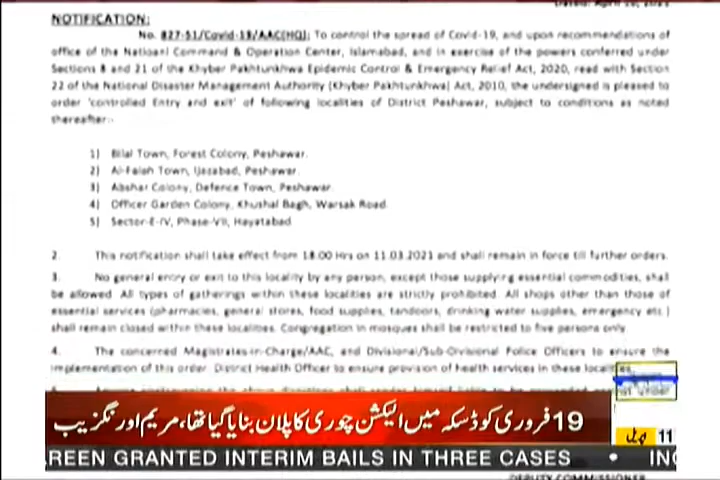 NOTIFICATION:
No. 827-51/Covid-19/AAC(HQ): To control the spread of Covid-19, and upon recommendations of
office of the National Command & Operation Center, Islamabad, and in exercise of the powers conferred under
Sections 8 and 21 of the Khyber Pakhtunkhwa Epidemic Control & Emergency Relief Act, 2020, read with Section
22 of the National Disaster Management Authority (Khyber Pakhtunkhwa) Act, 2010, the undersigned is pleased to
order 'controlled Entry and exit' of following localities of District Peshawar, subject to conditions as noted
thereafter:-
1) Bilal Town, Forest Colony, Peshawar.
2) Al-Falah Town, Ijazabad, Peshawar.
3) Abshar Colony, Defence Town, Peshawar.
4) Officer Garden Colony, Khushal Bagh, Warsak Road.
5) Sector-E-IV, Phase-VII, Hayatabad.
2. This notification shall take effect from 18.00 Hrs on 11.03.2021 and shall remain in force till further orders.
3. No general entry or exit to this locality by any person, except those supplying essential commodities, shall
be allowed. All types of gatherings within these localities are strictly prohibited. All shops other than those of
essential services (pharmacies, general stores, food supplies, tandoors, drinking water supplies, emergency etc)
shall remain closed within these localities. Congregation in mosques shall be restricted to five persons only.
4. The concerned Magistrates-in-Charge/AAC, and Divisional/Sub-Divisional Police Officers to ensure the
implementation of this order. District Health Officer to ensure provision of health services in these localities.
19 فروری کو ڈسکہ میں الیکشن چوری کا پلان بنایا گیا تھا، مریم اورنگزیب
11 اپریل
REEN GRANTED INTERIM BAILS IN THREE CASES • IN
DEPUTY COMMISSIONER